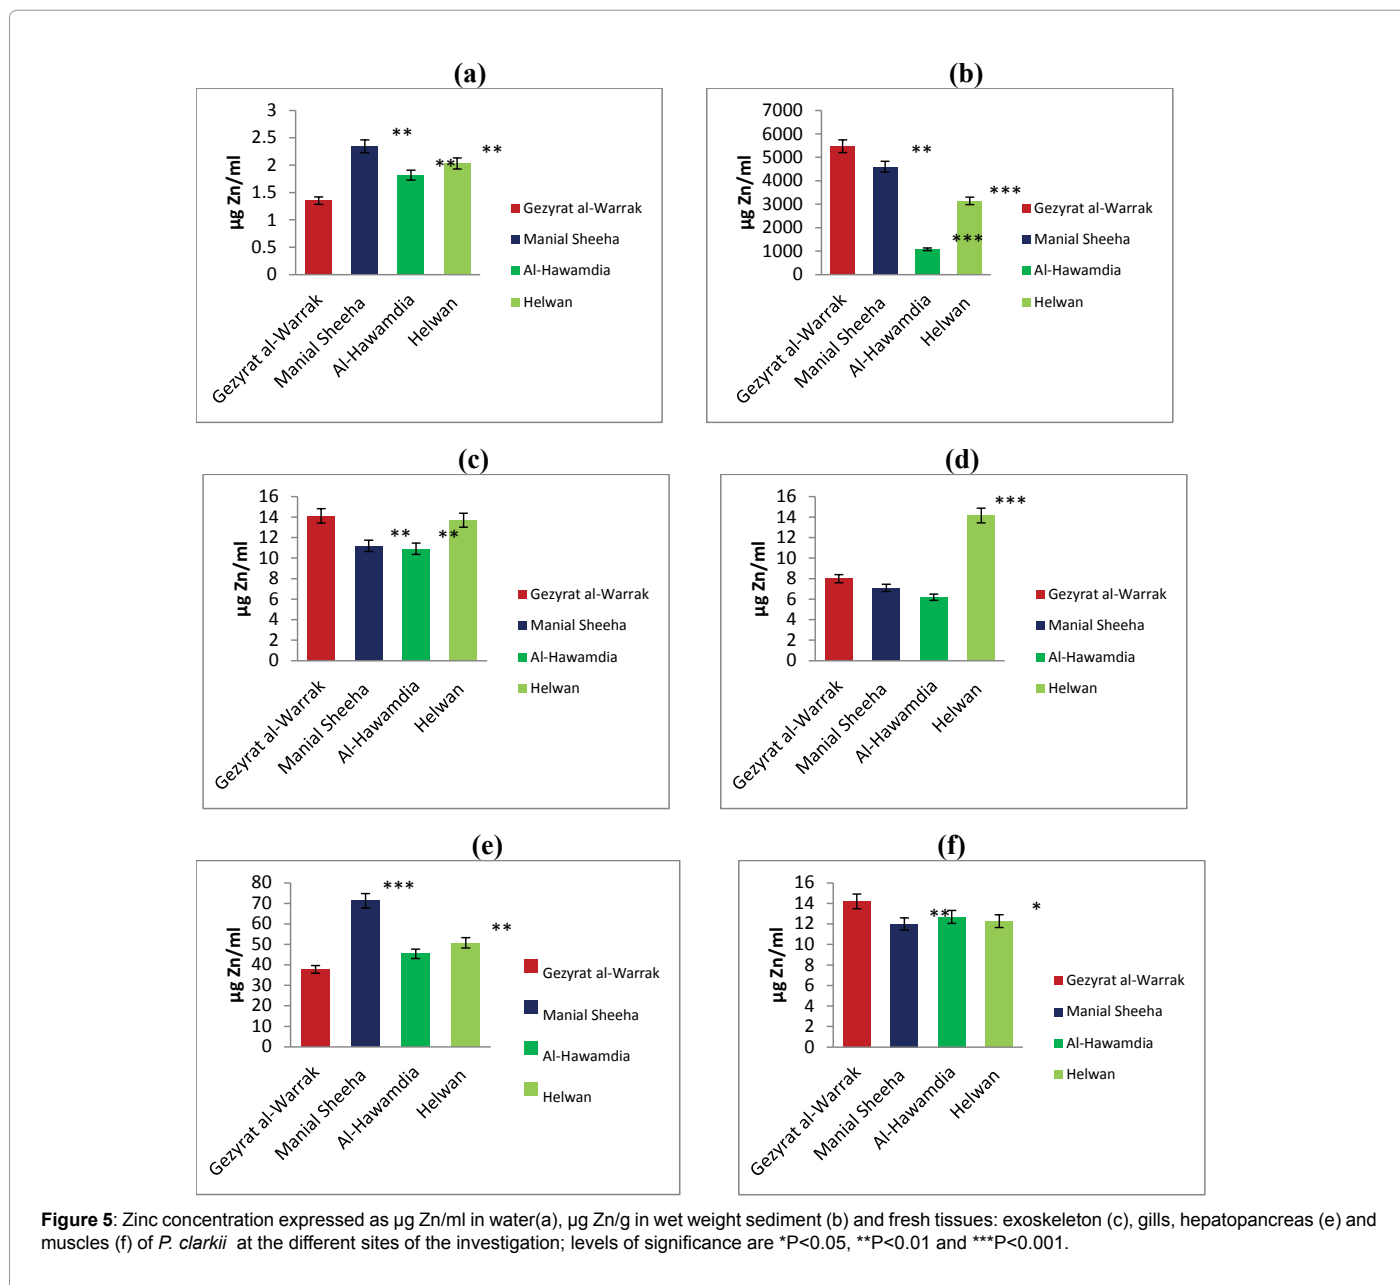 (a)
3
2.5
2
1.5
1
0.5
0
µg Zn/ml
**
**
**
Gezyrat al-Warrak
Manial Sheeha
Al-Hawamdia
Helwan
Gezyrat al-Warrak
Manial Sheeha
Al-Hawamdia
Helwan
(b)
7000
6000
5000
4000
3000
2000
1000
0
µg Zn/ml
**
***
***
Gezyrat al-Warrak
Manial Sheeha
Al-Hawamdia
Helwan
Gezyrat al-Warrak
Manial Sheeha
Al-Hawamdia
Helwan
(c)
16
14
12
10
8
6
4
2
0
µg Zn/ml
**
**
Gezyrat al-Warrak
Manial Sheeha
Al-Hawamdia
Helwan
Gezyrat al-Warrak
Manial Sheeha
Al-Hawamdia
Helwan
(d)
16
14
12
10
8
6
4
2
0
µg Zn/ml
***
Gezyrat al-Warrak
Manial Sheeha
Al-Hawamdia
Helwan
Gezyrat al-Warrak
Manial Sheeha
Al-Hawamdia
Helwan
(e)
80
70
60
50
40
30
20
10
0
µg Zn/ml
***
**
Gezyrat al-Warrak
Manial Sheeha
Al-Hawamdia
Helwan
Gezyrat al-Warrak
Manial Sheeha
Al-Hawamdia
Helwan
(f)
16
14
12
10
8
6
4
2
0
µg Zn/ml
**
*
Gezyrat al-Warrak
Manial Sheeha
Al-Hawamdia
Helwan
Gezyrat al-Warrak
Manial Sheeha
Al-Hawamdia
Helwan
Figure 5: Zinc concentration expressed as µg Zn/ml in water(a), µg Zn/g in wet weight sediment (b) and fresh tissues: exoskeleton (c), gills, hepatopancreas (e) and
muscles (f) of P. clarkii at the different sites of the investigation; levels of significance are *P<0.05, **P<0.01 and ***P<0.001.